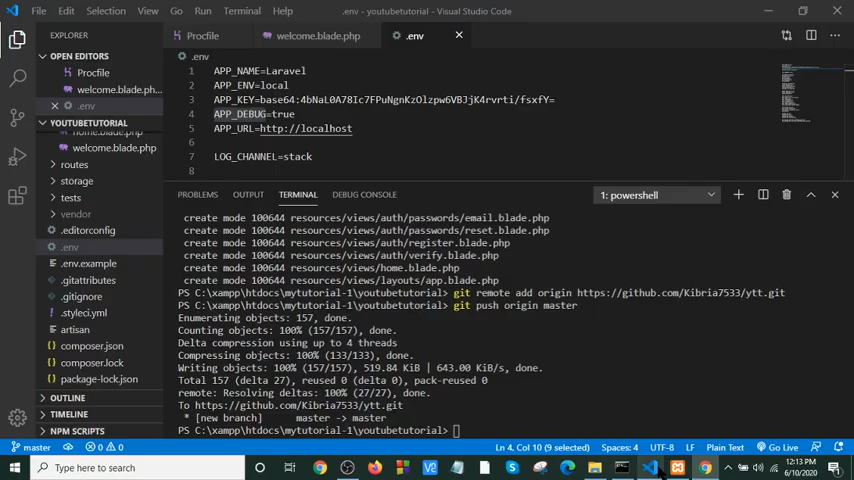 File Edit Selection View Go Run Terminal Help
.env - youtubetutorial - Visual Studio Code
EXPLORER
Procfile
welcome.blade.php
.env
OPEN EDITORS
Procfile
welcome.blade.ph...
.env
YOUTUBETUTORIAL
home.blade.php
welcome.blade.php
routes
storage
tests
vendor
.editorconfig
.env
.env.example
.gitattributes
.gitignore
.styleci.yml
artisan
composer.json
composer.lock
package-lock.json
OUTLINE
TIMELINE
NPM SCRIPTS
.env
1 APP_NAME=Laravel
2 APP_ENV=local
3 APP_KEY=base64:4bNaL0A78Ic7FPuNgnKzOlzpw6VBJjK4rvrti/fsxfY=
4 APP_DEBUG=true
5 APP_URL=http://localhost
6
7 LOG_CHANNEL=stack
8
PROBLEMS OUTPUT TERMINAL DEBUG CONSOLE
1: powershell
create mode 100644 resources/views/auth/passwords/email.blade.php
create mode 100644 resources/views/auth/passwords/reset.blade.php
create mode 100644 resources/views/auth/register.blade.php
create mode 100644 resources/views/auth/verify.blade.php
create mode 100644 resources/views/home.blade.php
create mode 100644 resources/views/layouts/app.blade.php
PS C:\xampp\htdocs\mytutorial-1\youtubetutorial> git remote add origin https://github.com/Kibria7533/ytt.git
PS C:\xampp\htdocs\mytutorial-1\youtubetutorial> git push origin master
Enumerating objects: 157, done.
Counting objects: 100% (157/157), done.
Delta compression using up to 4 threads
Compressing objects: 100% (133/133), done.
Writing objects: 100% (157/157), 519.84 KiB | 643.00 KiB/s, done.
Total 157 (delta 27), reused 0 (delta 0), pack-reused 0
remote: Resolving deltas: 100% (27/27), done.
To https://github.com/Kibria7533/ytt.git
* [new branch] master -> master
PS C:\xampp\htdocs\mytutorial-1\youtubetutorial>
master
0 0
Ln 4, Col 10 (9 selected) Spaces: 4 UTF-8 LF Plain Text Go Live
Type here to search
12:13 PM
6/10/2020